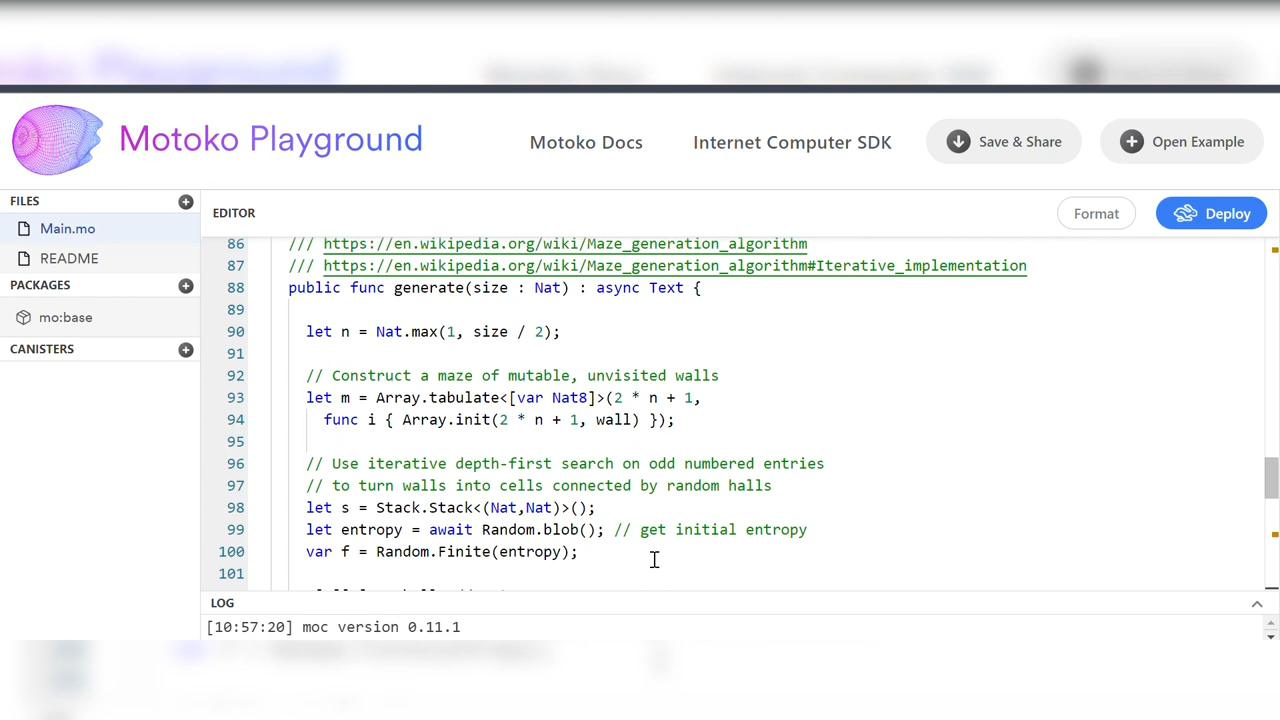 Motoko Playground
Motoko Docs
Internet Computer SDK
Save & Share
Open Example
FILES
Main.mo
README
PACKAGES
mo:base
CANISTERS
EDITOR
Format
Deploy
86 /// https://en.wikipedia.org/wiki/Maze_generation_algorithm
87 /// https://en.wikipedia.org/wiki/Maze_generation_algorithm#Iterative_implementation
88 public func generate(size : Nat) : async Text {
89
90 let n = Nat.max(1, size / 2);
91
92 // Construct a maze of mutable, unvisited walls
93 let m = Array.tabulate<[var Nat8]>(2 * n + 1,
94 func i { Array.init(2 * n + 1, wall) });
95
96 // Use iterative depth-first search on odd numbered entries
97 // to turn walls into cells connected by random halls
98 let s = Stack.Stack<(Nat,Nat)>();
99 let entropy = await Random.blob(); // get initial entropy
100 var f = Random.Finite(entropy);
101
LOG
[10:57:20] moc version 0.11.1